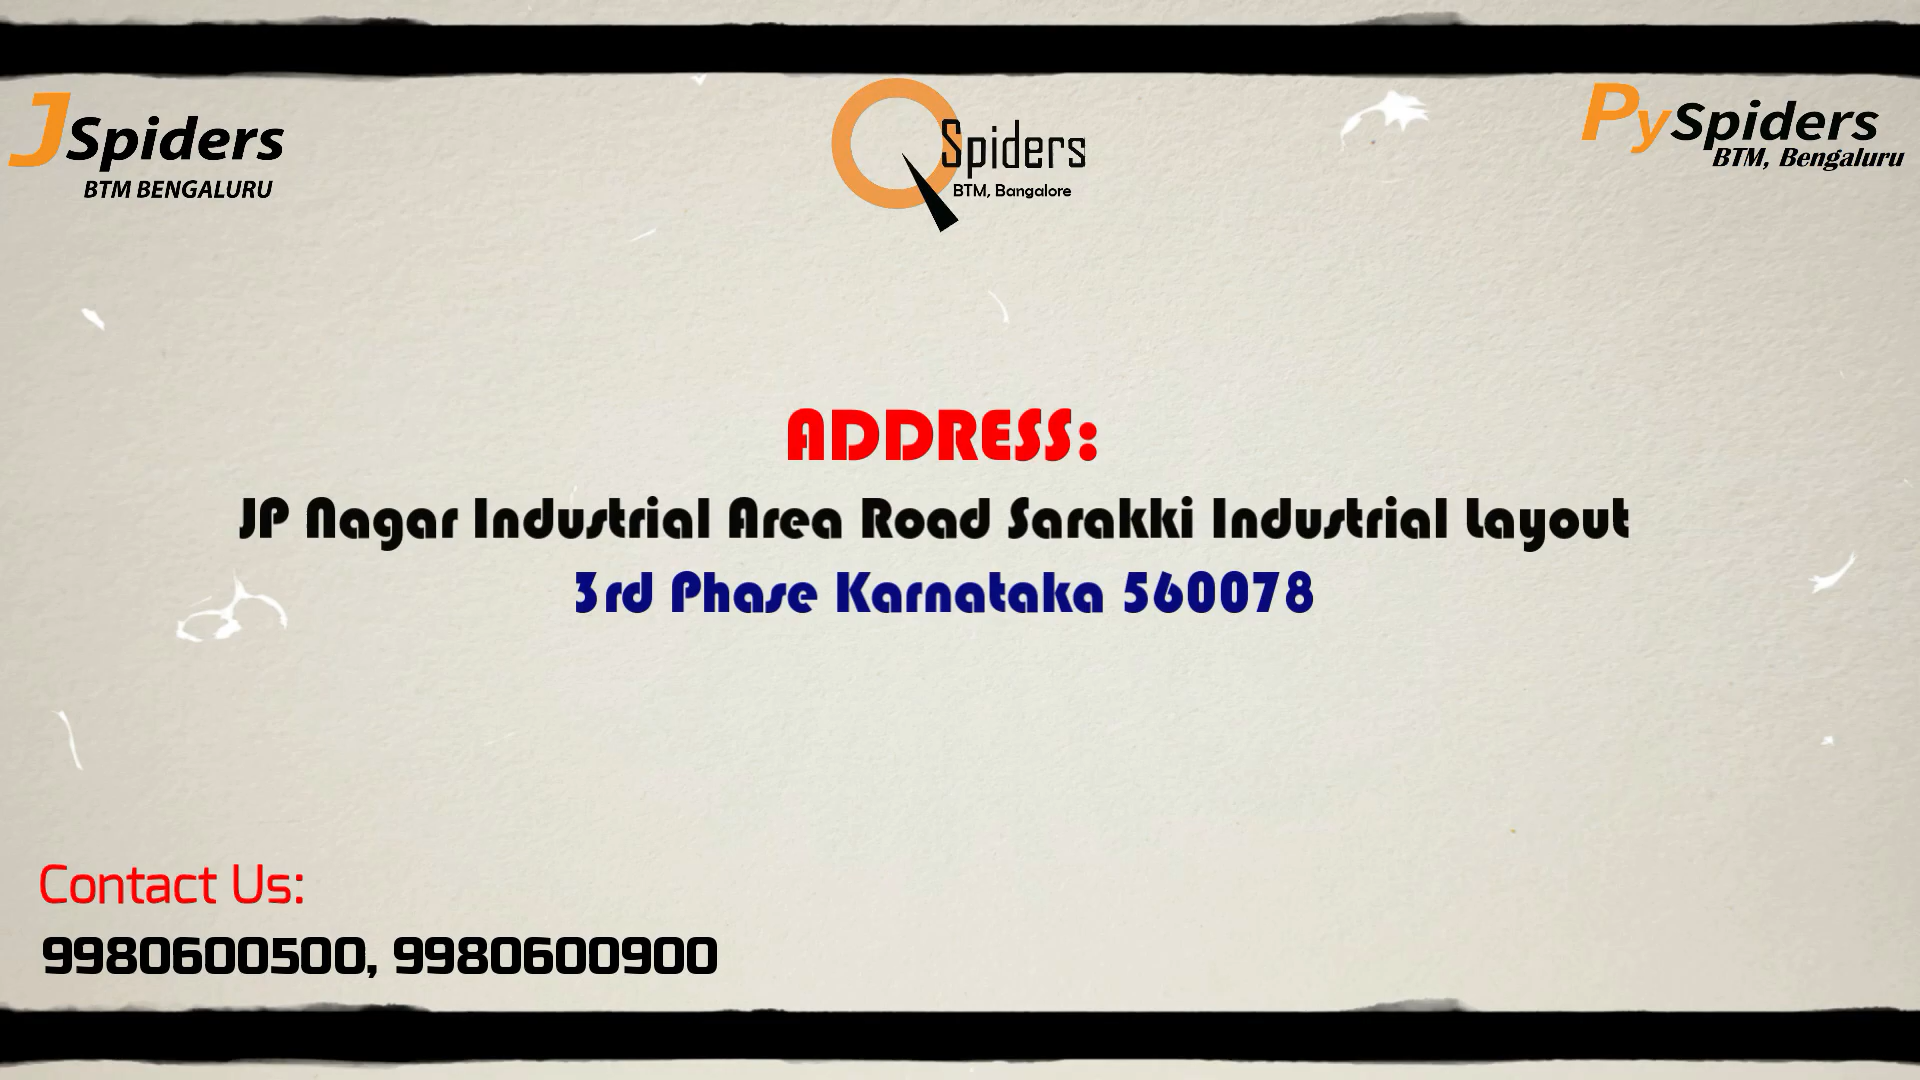 JSpiders
BTM BENGALURU
QSpiders
BTM, Bangalore
PySpiders
BTM, Bengaluru
ADDRESS:
JP Nagar Industrial Area Road Sarakki Industrial Layout
3rd Phase Karnataka 560078
Contact Us:
9980600500, 9980600900